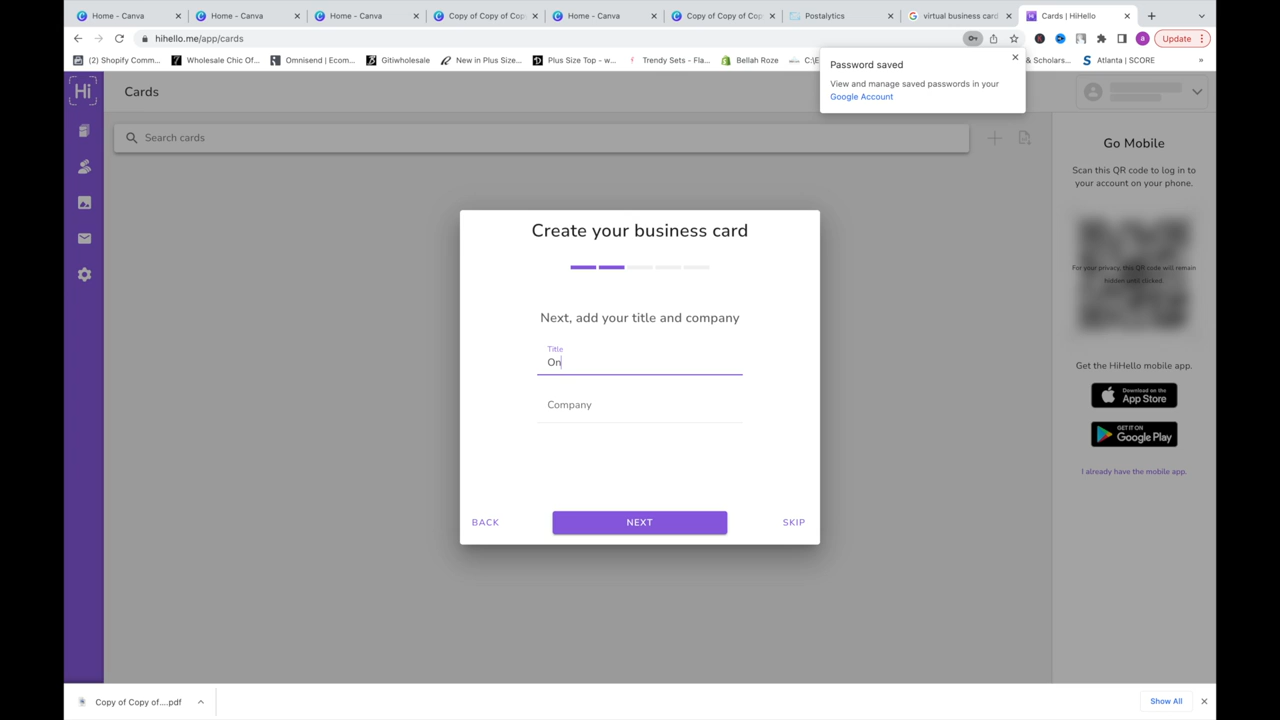 Home - Canva
Home - Canva
Home - Canva
Copy of Copy of Cop
Home - Canva
Copy of Copy of Cop
Postalytics
virtual business card
Cards | HiHello
hihello.me/app/cards
a
Update
(2) Shopify Comm...
Wholesale Chic Of...
Omnisend | Ecom...
Gitiwholesale
New in Plus Size...
Plus Size Top - w...
Trendy Sets - Fla...
Bellah Roze
& Scholars...
Atlanta | SCORE
»
Password saved
View and manage saved passwords in your
Google Account
Hi
Cards
Search cards
Go Mobile
Scan this QR code to log in to
your account on your phone.
For your privacy, this QR code will remain
hidden until clicked.
Get the HiHello mobile app.
Download on the
App Store
GET IT ON
Google Play
I already have the mobile app.
Create your business card
Next, add your title and company
Title
On
Company
BACK
NEXT
SKIP
Copy of Copy of....pdf
Show All